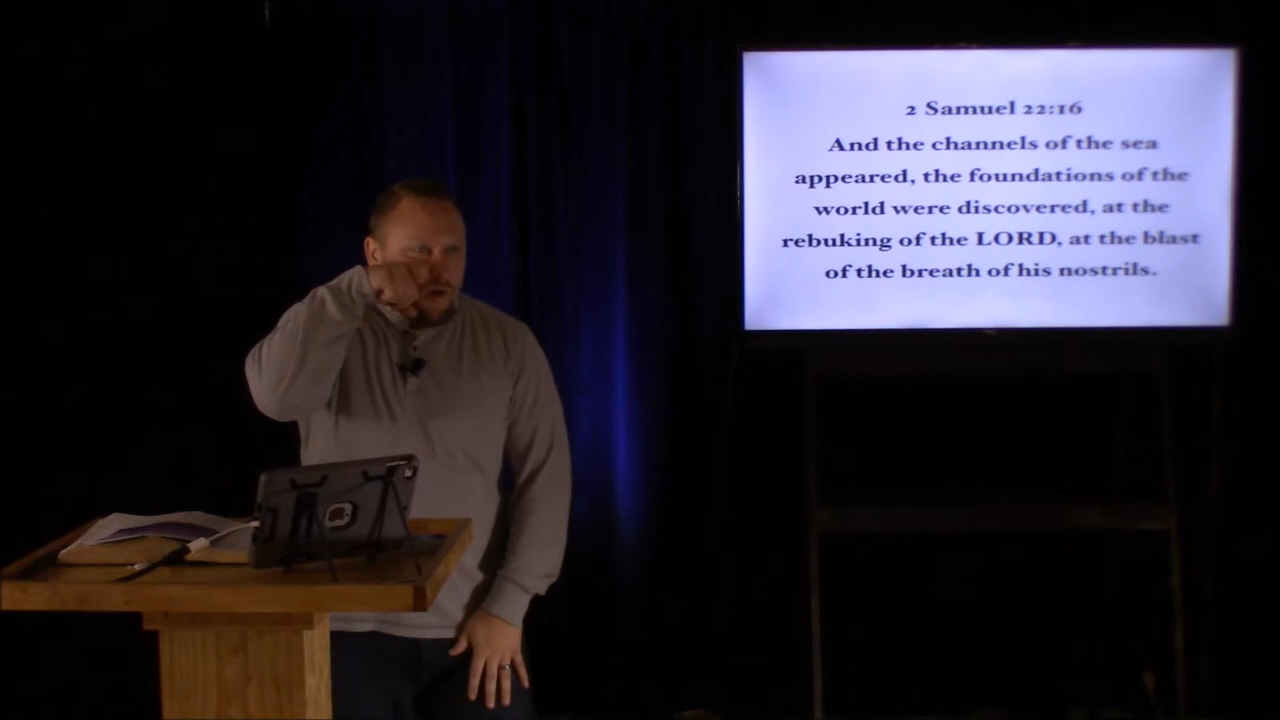 2 Samuel 22:16
And the channels of the sea
appeared, the foundations of the
world were discovered, at the
rebuking of the LORD, at the blast
of the breath of his nostrils.